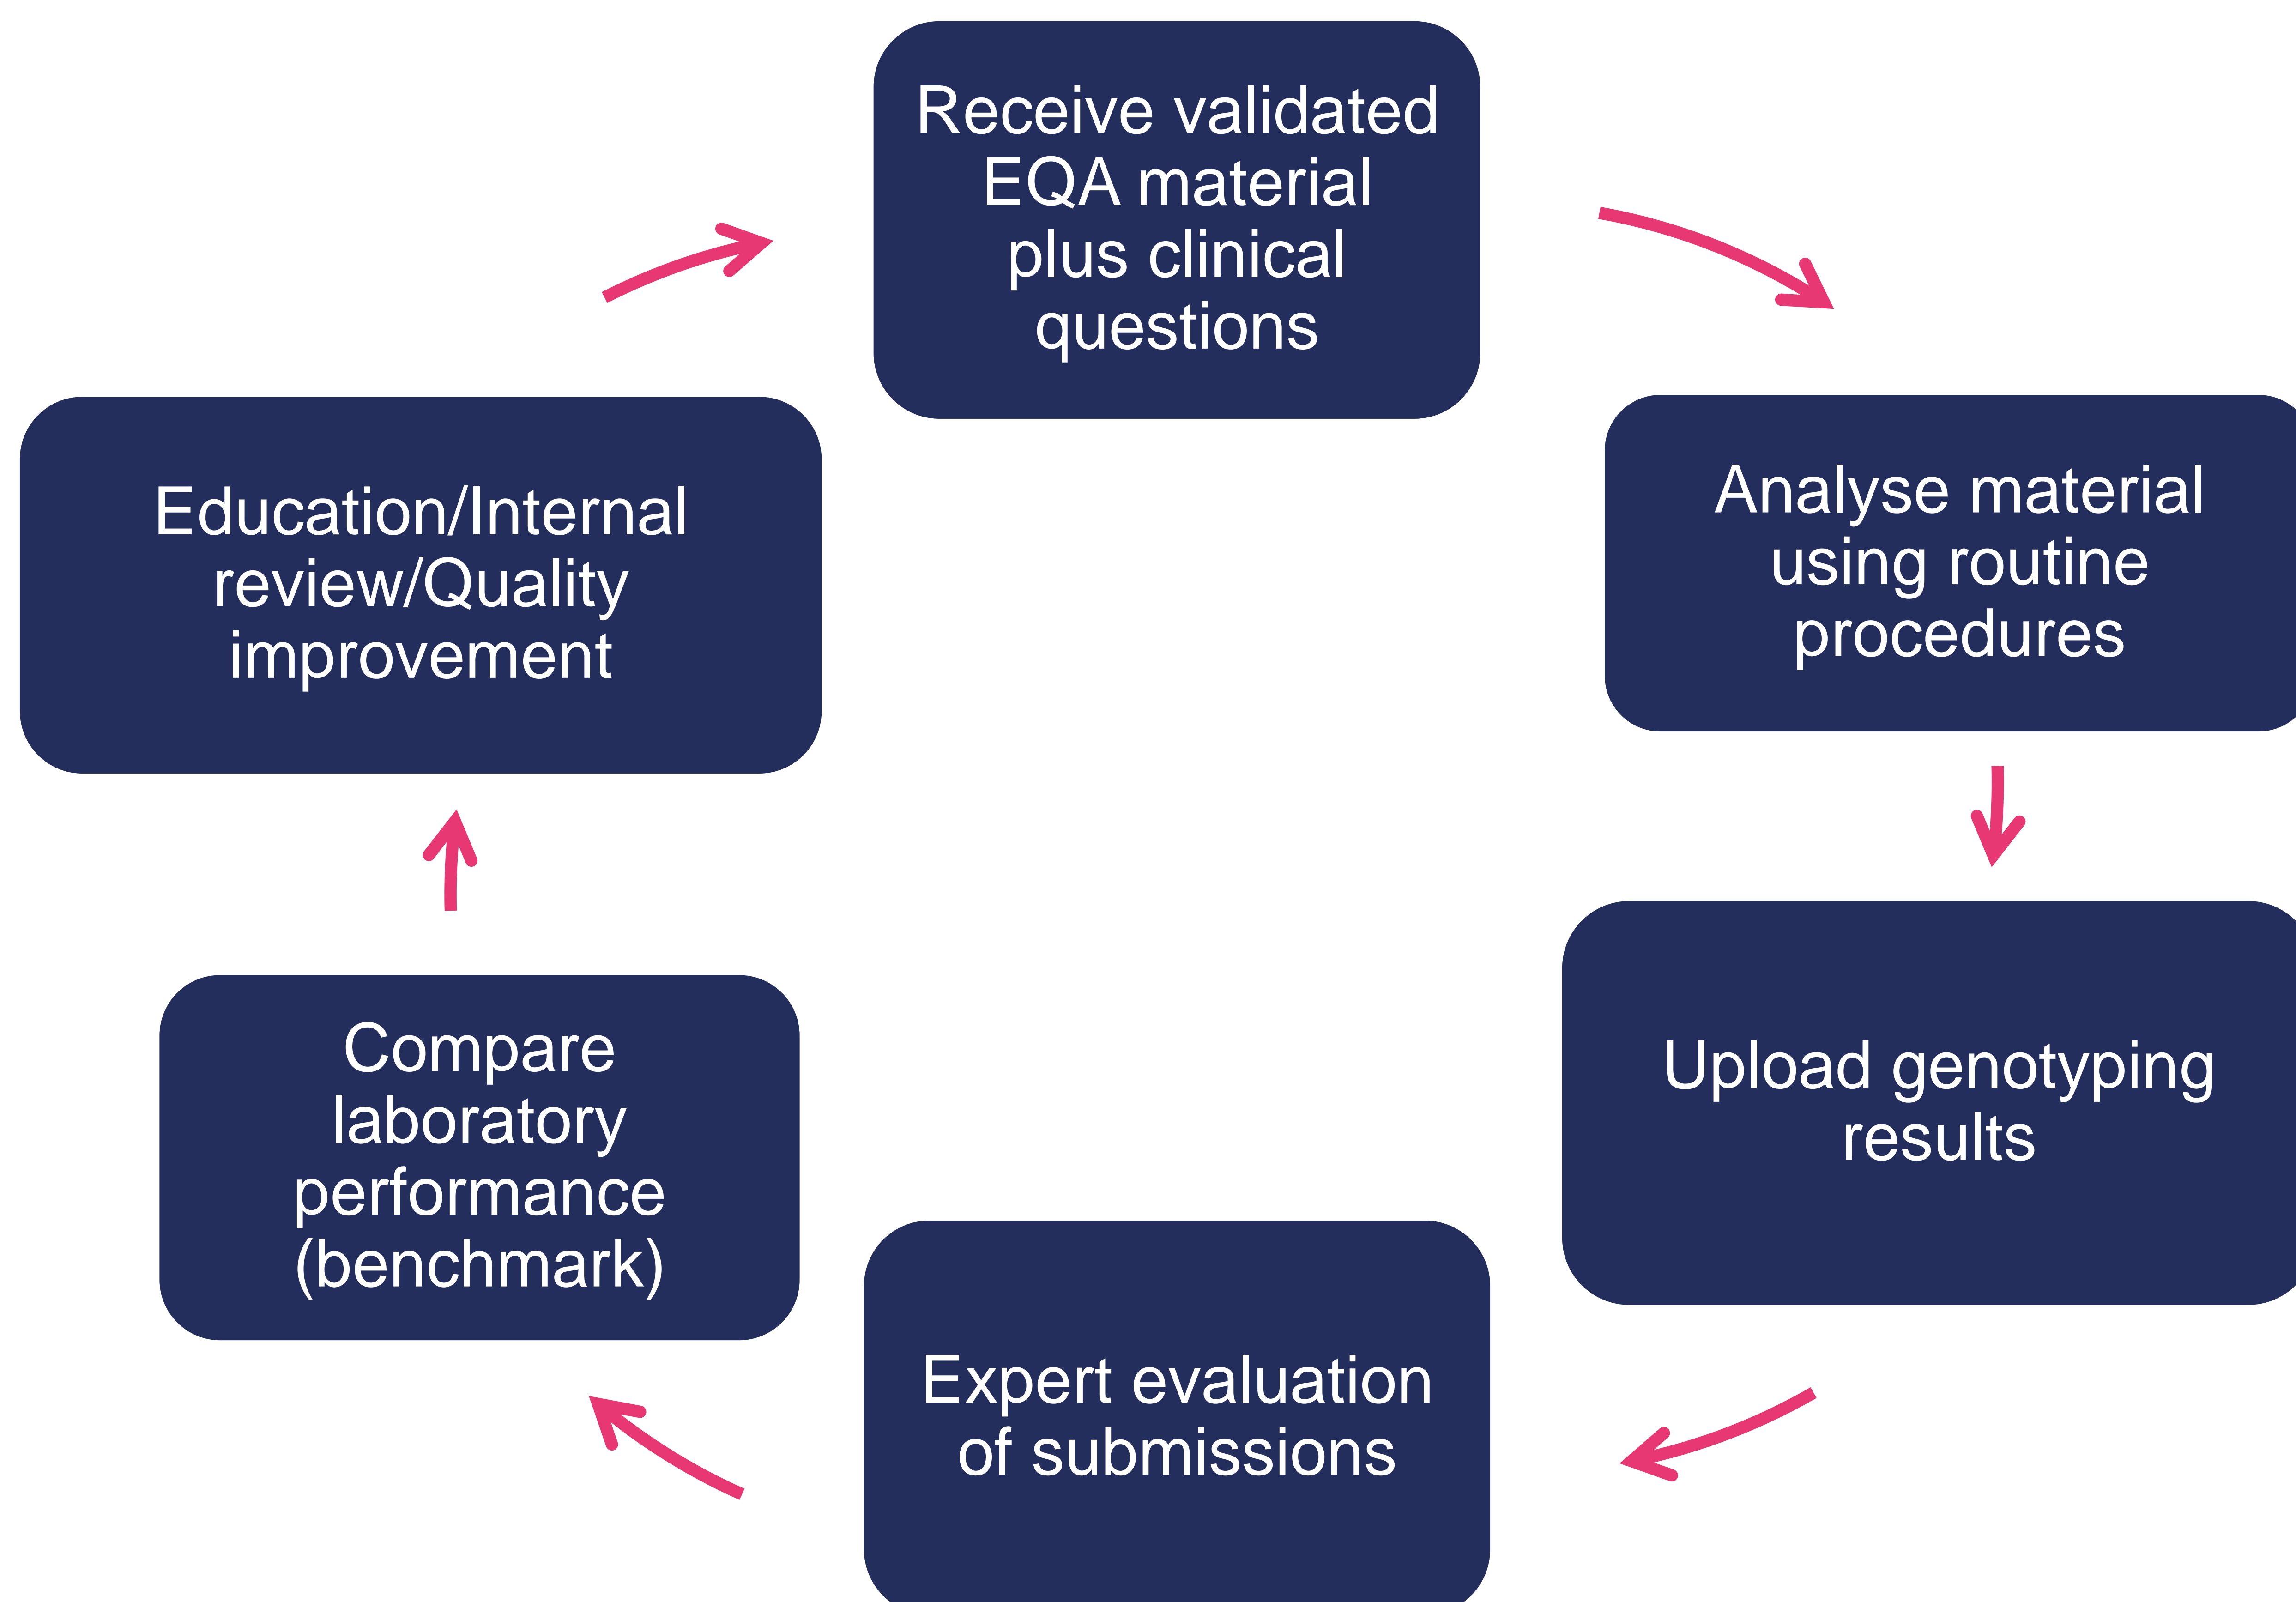 Receive validated
EQA material
plus clinical
questions
Analyse material
using routine
procedures
Upload genotyping
results
Expert evaluation
of submissions
Compare
laboratory
performance
(benchmark)
Education/Internal
review/Quality
improvement